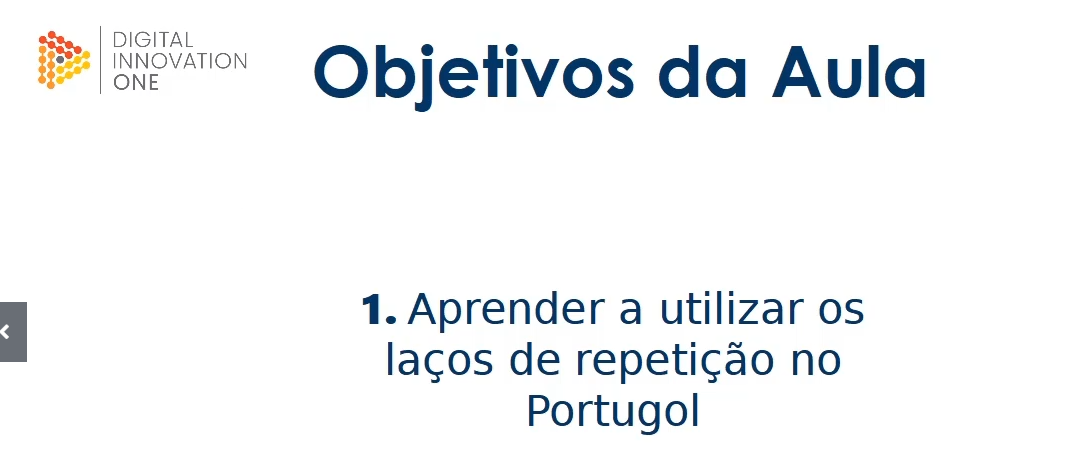 DIGITAL
INNOVATION
ONE
Objetivos da Aula
1. Aprender a utilizar os
laços de repetição no
Portugol